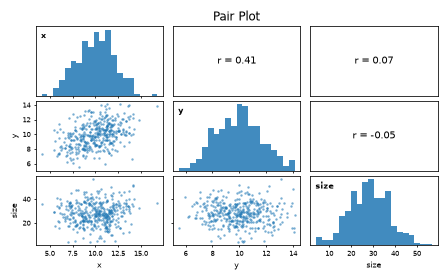 Pair Plot
x
r = 0.41
r = 0.07
y
14
12
10
8
6
y
r = -0.05
size
40
20
size
5.0 7.5 10.0 12.5 15.0
x
6 8 10 12 14
y
10 20 30 40 50
size